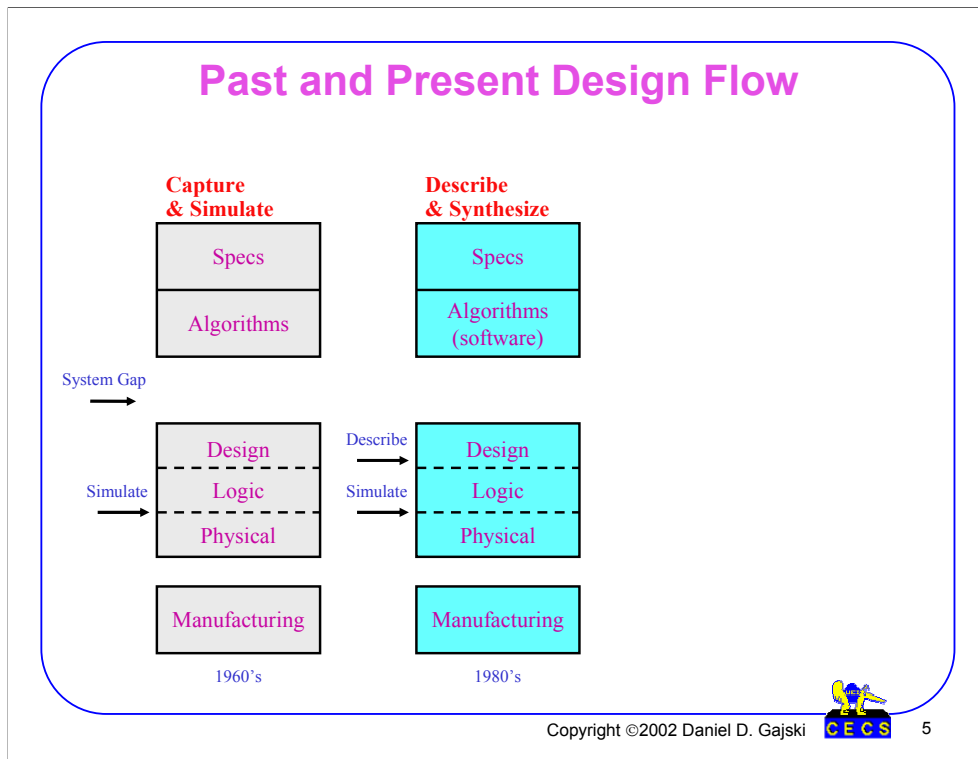 Past and Present Design Flow
Capture
& Simulate
Describe
& Synthesize
Specs
Specs
Algorithms
Algorithms
(software)
System Gap
Design
Describe
Design
Simulate
Logic
Simulate
Logic
Physical
Physical
Manufacturing
Manufacturing
1960's
1980's
Copyright ©2002 Daniel D. Gajski
UCI
CECS
5